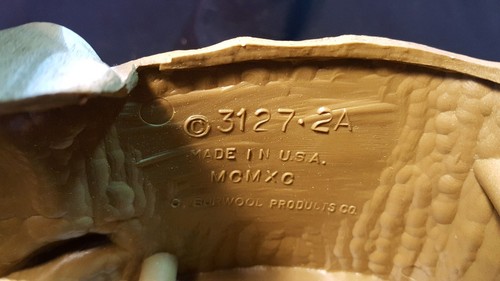 © 3127-2A
MADE IN U.S.A.
MCMXC
PRODUCTS CO.